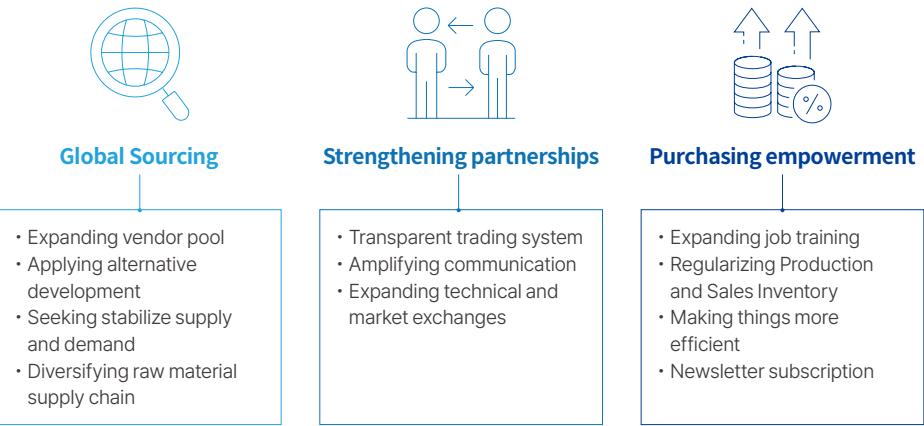 %
Global Sourcing
• Expanding vendor pool
• Applying alternative
development
• Seeking stabilize supply
and demand
• Diversifying raw material
supply chain
Strengthening partnerships
• Transparent trading system
• Amplifying communication
• Expanding technical and
market exchanges
Purchasing empowerment
• Expanding job training
• Regularizing Production
and Sales Inventory
• Making things more
efficient
• Newsletter subscription